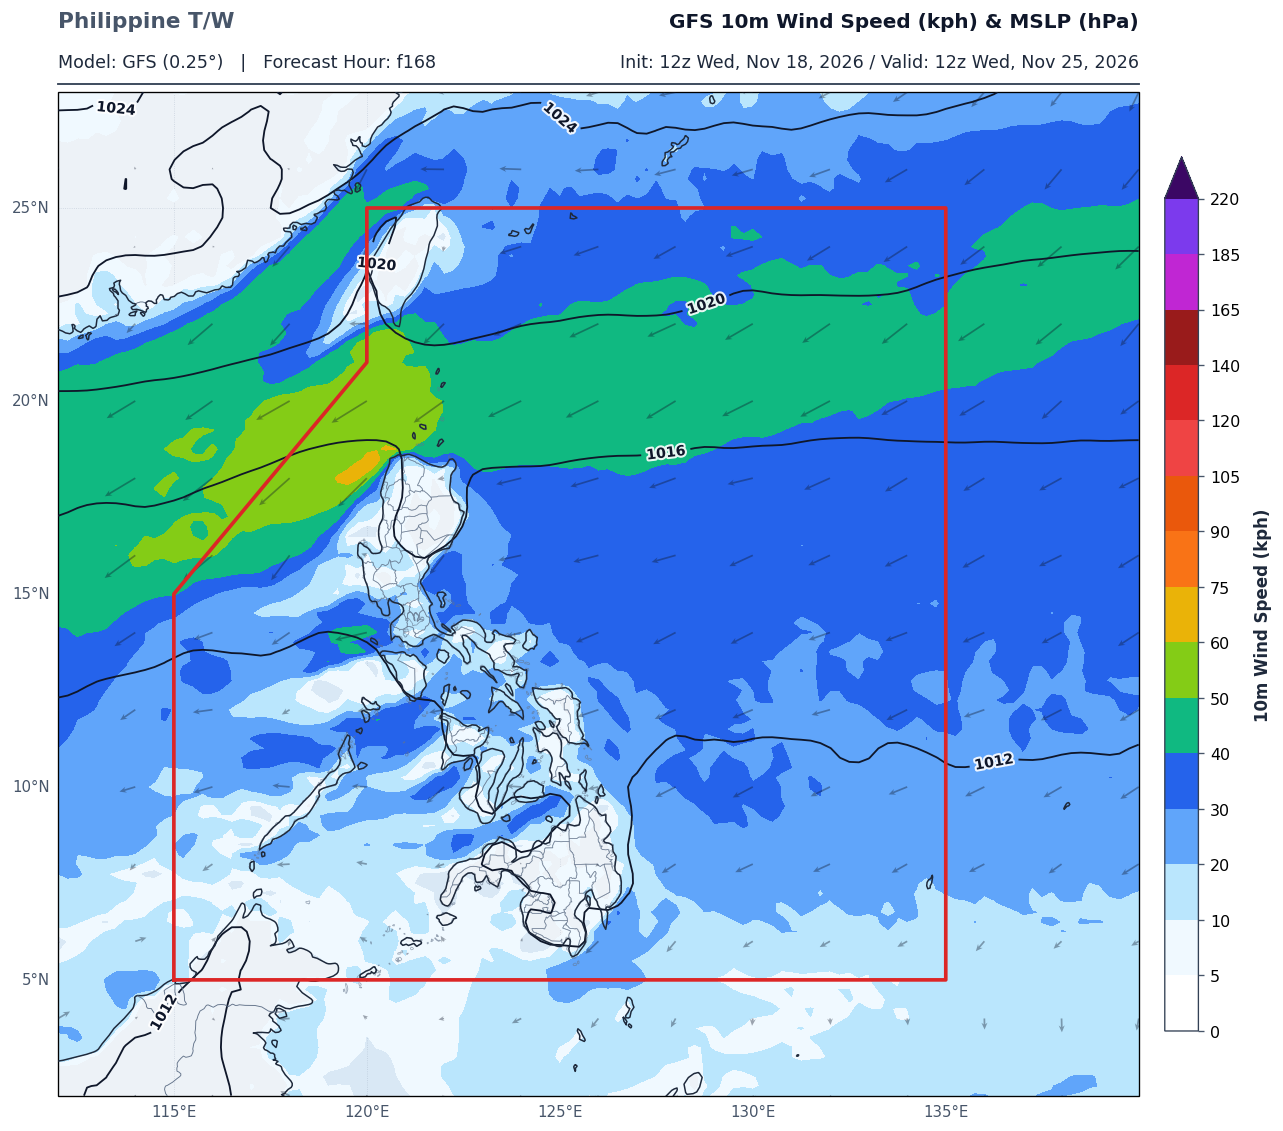 Philippine T/W
GFS 10m Wind Speed (kph) & MSLP (hPa)
Model: GFS (0.25°) | Forecast Hour: f168
Init: 12z Wed, Nov 18, 2026 / Valid: 12z Wed, Nov 25, 2026
1024
1024
1020
1020
1016
1012
1012
25°N
20°N
15°N
10°N
5°N
115°E
120°E
125°E
130°E
135°E
220
185
165
140
120
105
90
75
60
50
40
30
20
10
5
0
10m Wind Speed (kph)